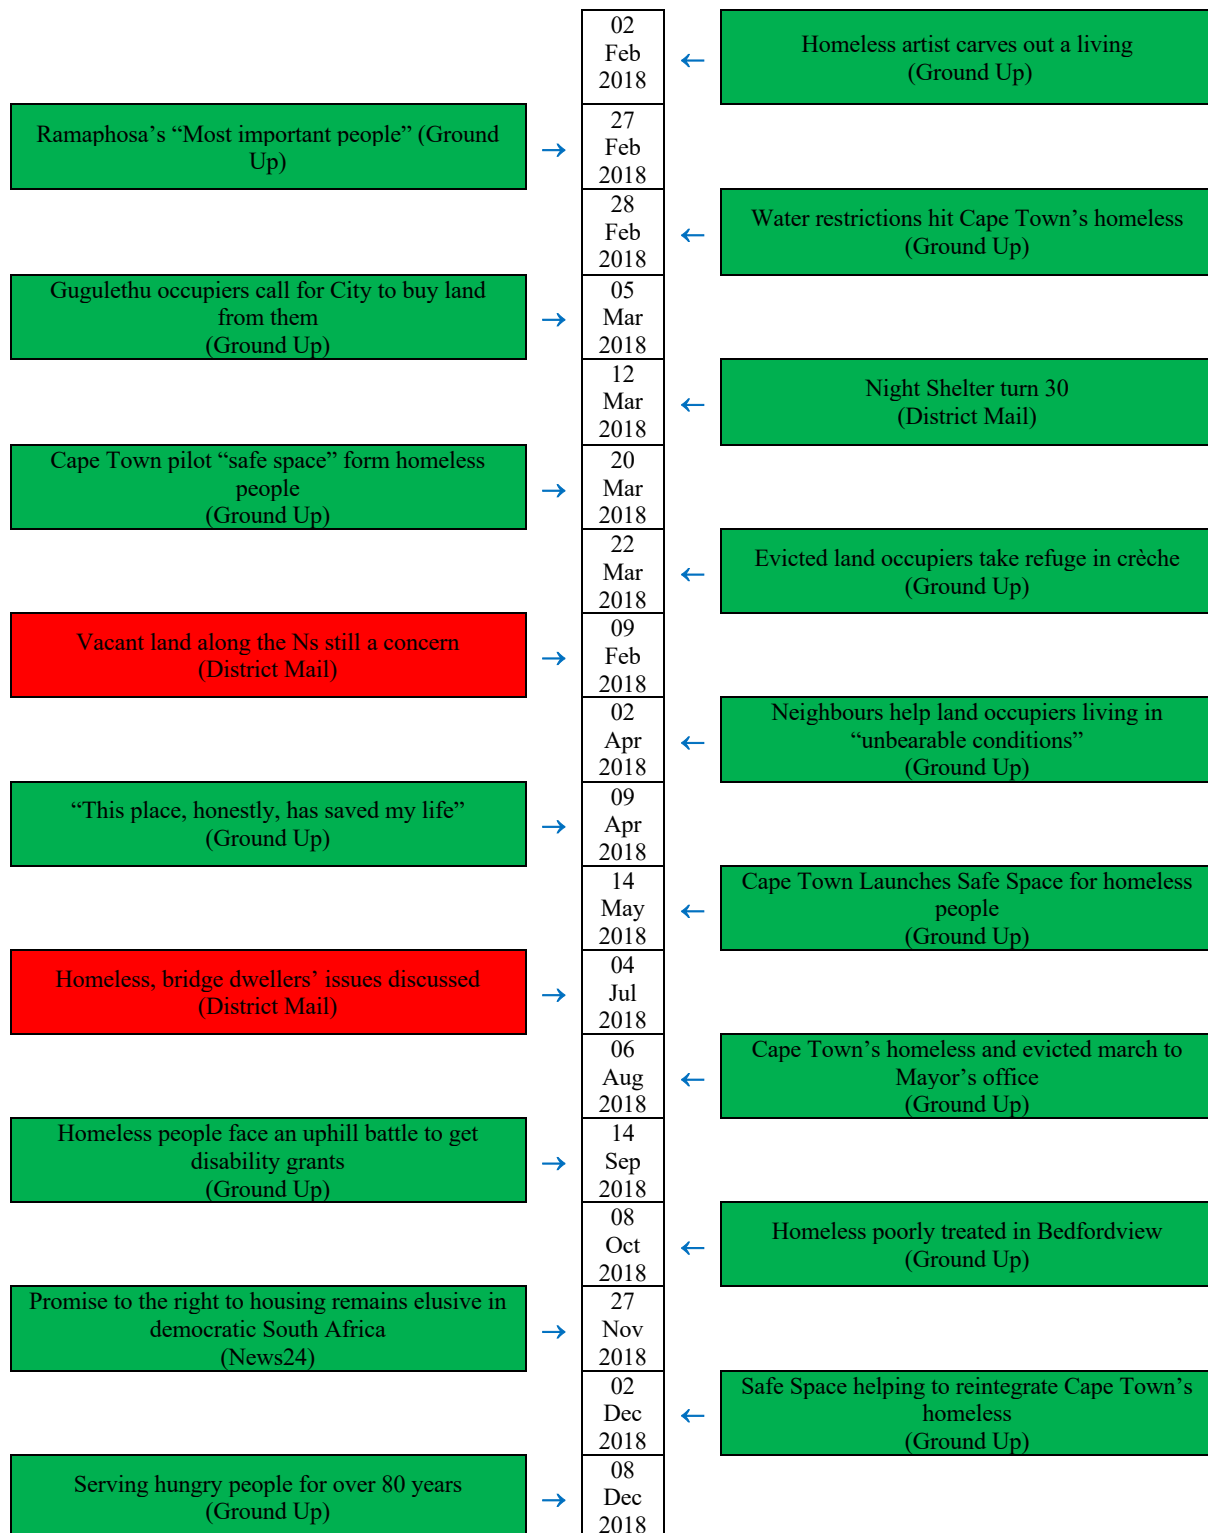 02
Feb
2018
←
Homeless artist carves out a living
(Ground Up)
Ramaphosa’s “Most important people” (Ground
Up)
→
27
Feb
2018
28
Feb
2018
←
Water restrictions hit Cape Town’s homeless
(Ground Up)
Gugulethu occupiers call for City to buy land
from them
(Ground Up)
→
05
Mar
2018
12
Mar
2018
←
Night Shelter turn 30
(District Mail)
Cape Town pilot “safe space” form homeless
people
(Ground Up)
→
20
Mar
2018
22
Mar
2018
←
Evicted land occupiers take refuge in crèche
(Ground Up)
Vacant land along the Ns still a concern
(District Mail)
→
09
Feb
2018
02
Apr
2018
←
Neighbours help land occupiers living in
“unbearable conditions”
(Ground Up)
“This place, honestly, has saved my life”
(Ground Up)
→
09
Apr
2018
14
May
2018
←
Cape Town Launches Safe Space for homeless
people
(Ground Up)
Homeless, bridge dwellers’ issues discussed
(District Mail)
→
04
Jul
2018
06
Aug
2018
←
Cape Town’s homeless and evicted march to
Mayor’s office
(Ground Up)
Homeless people face an uphill battle to get
disability grants
(Ground Up)
→
14
Sep
2018
08
Oct
2018
←
Homeless poorly treated in Bedfordview
(Ground Up)
Promise to the right to housing remains elusive in
democratic South Africa
(News24)
→
27
Nov
2018
02
Dec
2018
←
Safe Space helping to reintegrate Cape Town’s
homeless
(Ground Up)
Serving hungry people for over 80 years
(Ground Up)
→
08
Dec
2018